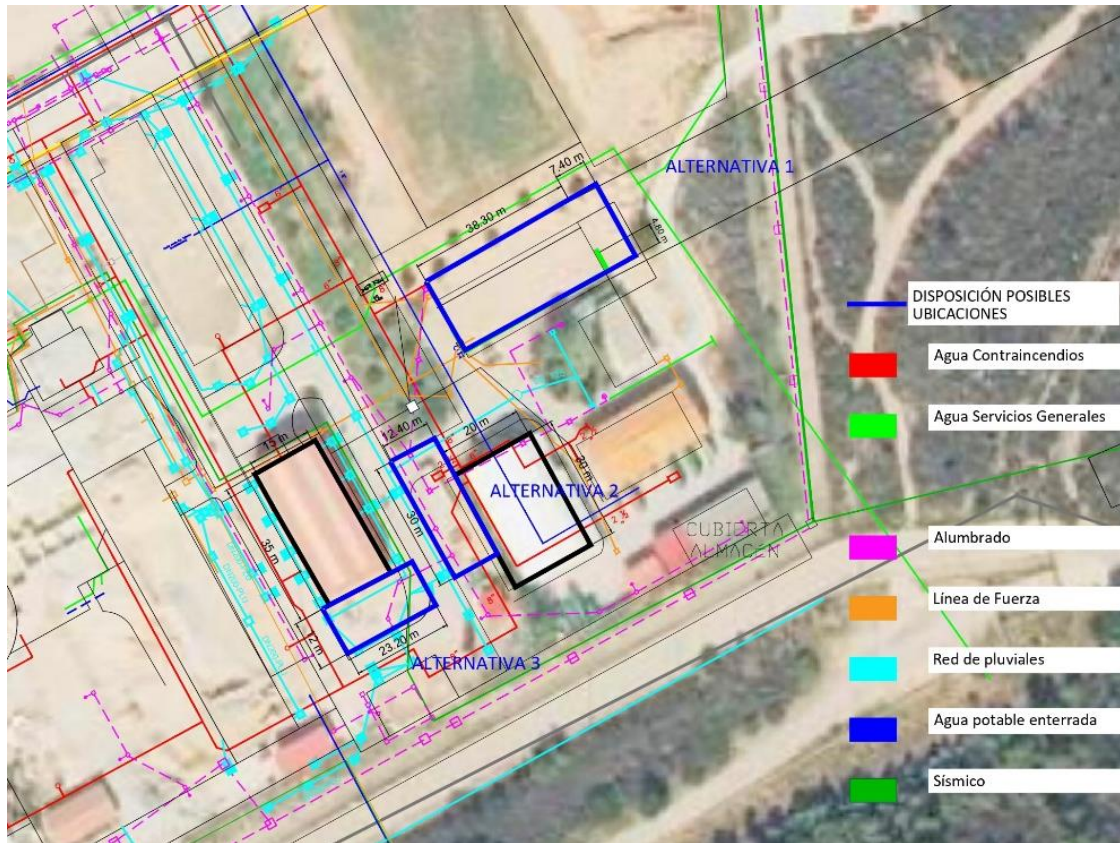 ALTERNATIVA 1
7.40 m
38.30 m
4.80 m
DISPOSICIÓN POSIBLES
UBICACIONES
Agua Contraincendios
Agua Servicios Generales
12.40 m
20 m
15 m
ALTERNATIVA 2
30 m
35 m
CUBIERTA
ALMACÉN
Alumbrado
Línea de Fuerza
12 m
23.20 m
ALTERNATIVA 3
Red de pluviales
Agua potable enterrada
Sísmico